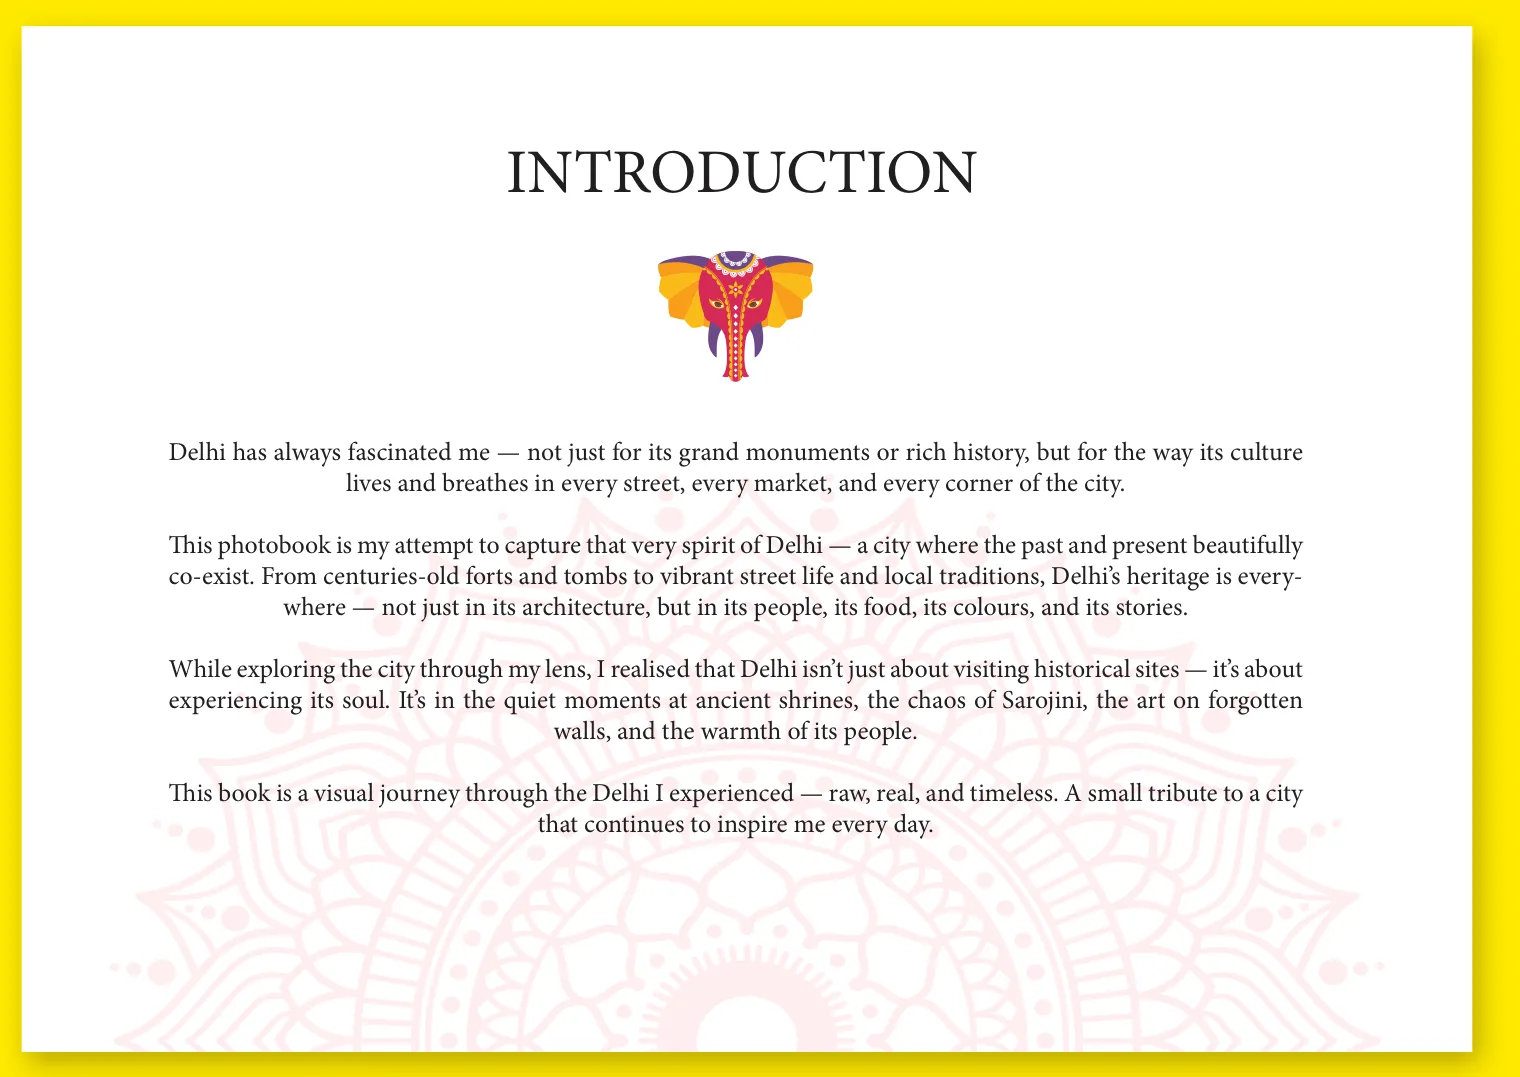 INTRODUCTION
Delhi has always fascinated me — not just for its grand monuments or rich history, but for the way its culture
lives and breathes in every street, every market, and every corner of the city.
This photobook is my attempt to capture that very spirit of Delhi — a city where the past and present beautifully
co-exist. From centuries-old forts and tombs to vibrant street life and local traditions, Delhi’s heritage is every-
where — not just in its architecture, but in its people, its food, its colours, and its stories.
While exploring the city through my lens, I realised that Delhi isn’t just about visiting historical sites — it’s about
experiencing its soul. It’s in the quiet moments at ancient shrines, the chaos of Sarojini, the art on forgotten
walls, and the warmth of its people.
This book is a visual journey through the Delhi I experienced — raw, real, and timeless. A small tribute to a city
that continues to inspire me every day.